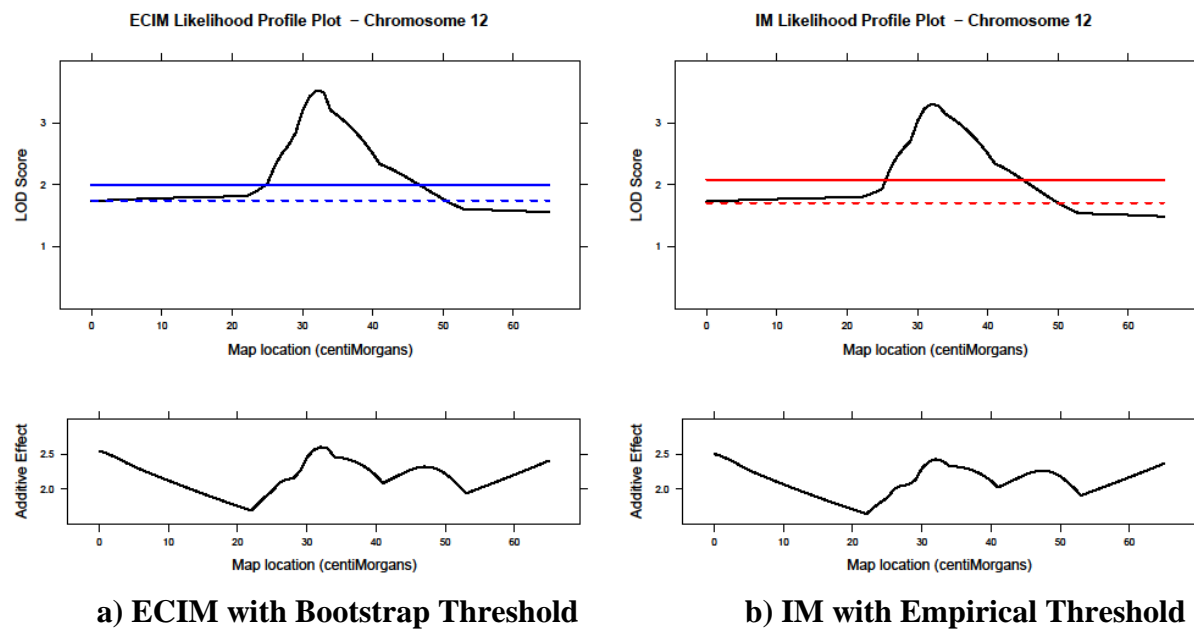 ECIM Likelihood Profile Plot – Chromosome 12
3
2
1
LOD Score
0 10 20 30 40 50 60
Map location (centiMorgans)
2.5
2.0
Additive Effect
0 10 20 30 40 50 60
Map location (centiMorgans)
a) ECIM with Bootstrap Threshold
IM Likelihood Profile Plot – Chromosome 12
3
2
1
LOD Score
0 10 20 30 40 50 60
Map location (centiMorgans)
2.5
2.0
Additive Effect
0 10 20 30 40 50 60
Map location (centiMorgans)
b) IM with Empirical Threshold